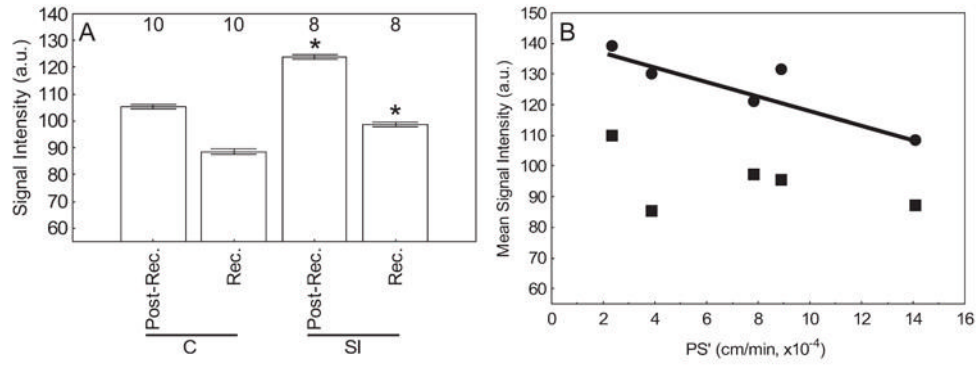 A
10 10 8 8
140
130
120
110
100
90
80
70
60
Signal Intensity (a.u.)
* *
Post-Rec.
Rec.
Post-Rec.
Rec.
C
SI
B
150
140
130
120
110
100
90
80
70
60
Mean Signal Intensity (a.u.)
0 2 4 6 8 10 12 14 16
PS' (cm/min, x10-4)